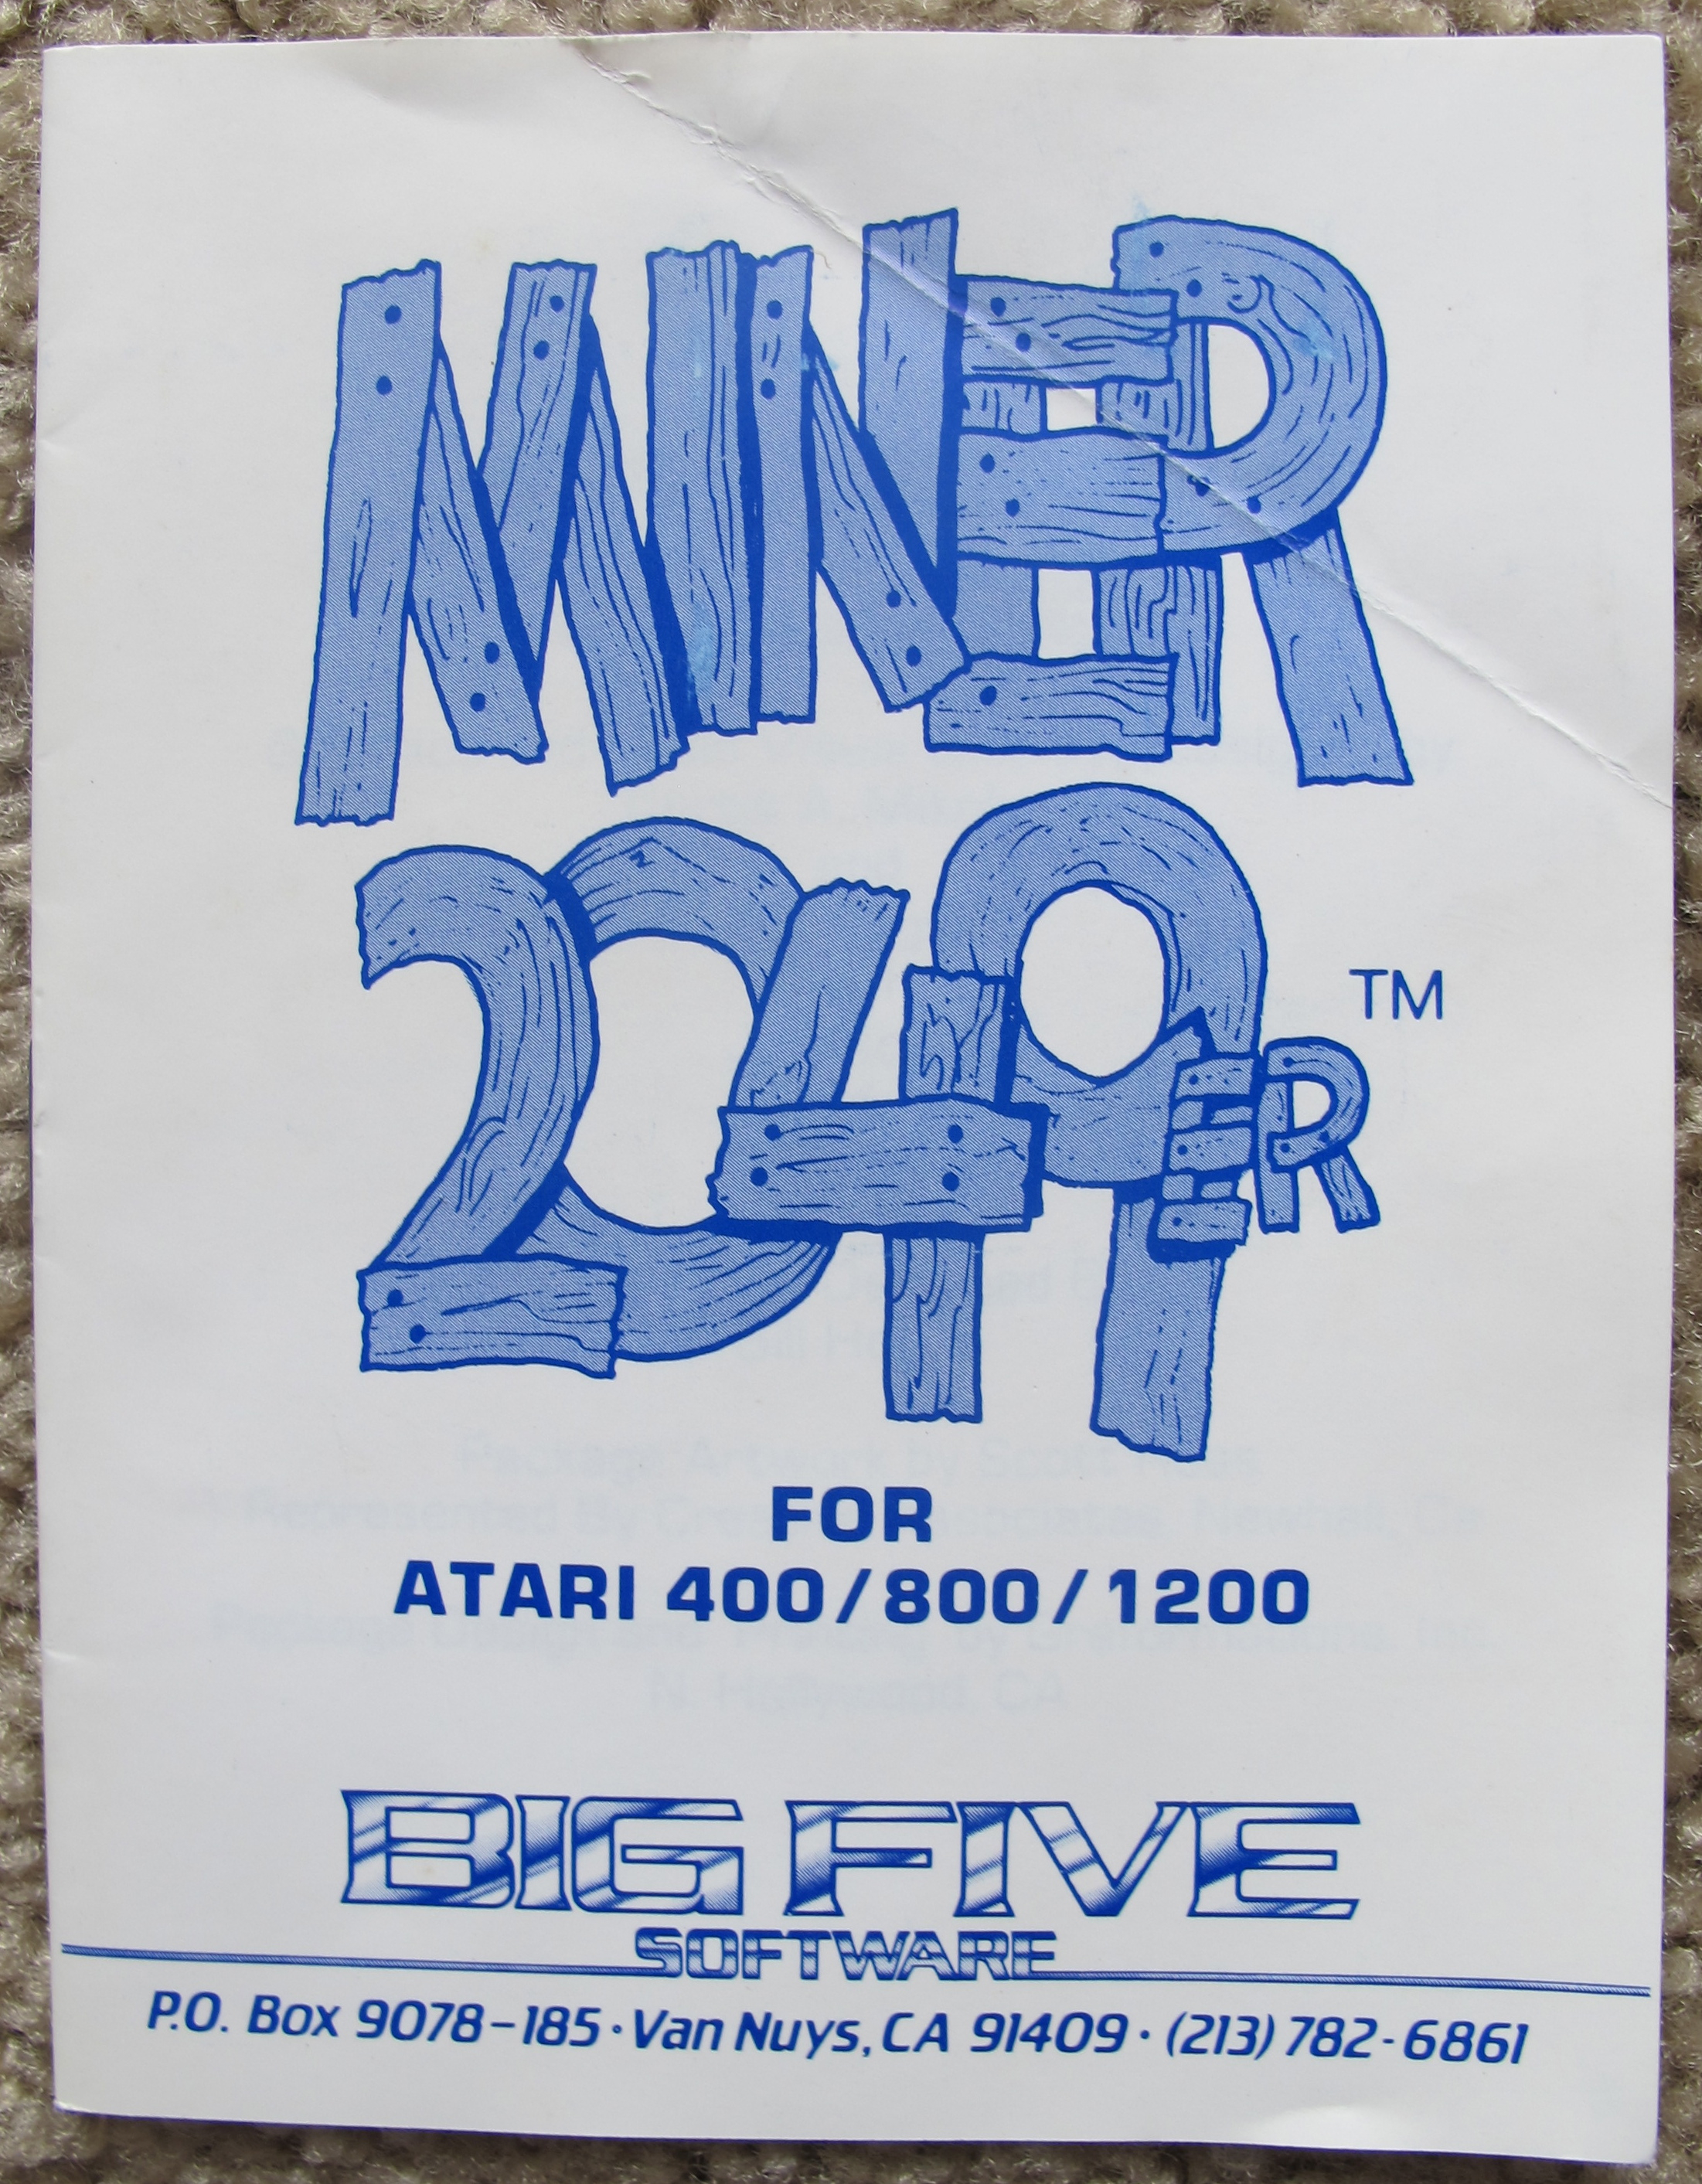 MINER
2049ER TM
FOR
ATARI 400/800/1200
BIG FIVE
SOFTWARE
P.O. Box 9078-185·Van Nuys, CA 91409·(213) 782-6861